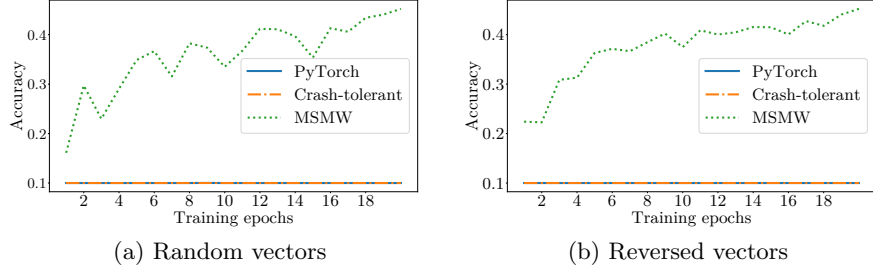 0.4
0.3
0.2
0.1
Accuracy
PyTorch
Crash-tolerant
MSMW
2 4 6 8 10 12 14 16 18
Training epochs
(a) Random vectors
0.4
0.3
0.2
0.1
Accuracy
PyTorch
Crash-tolerant
MSMW
2 4 6 8 10 12 14 16 18
Training epochs
(b) Reversed vectors